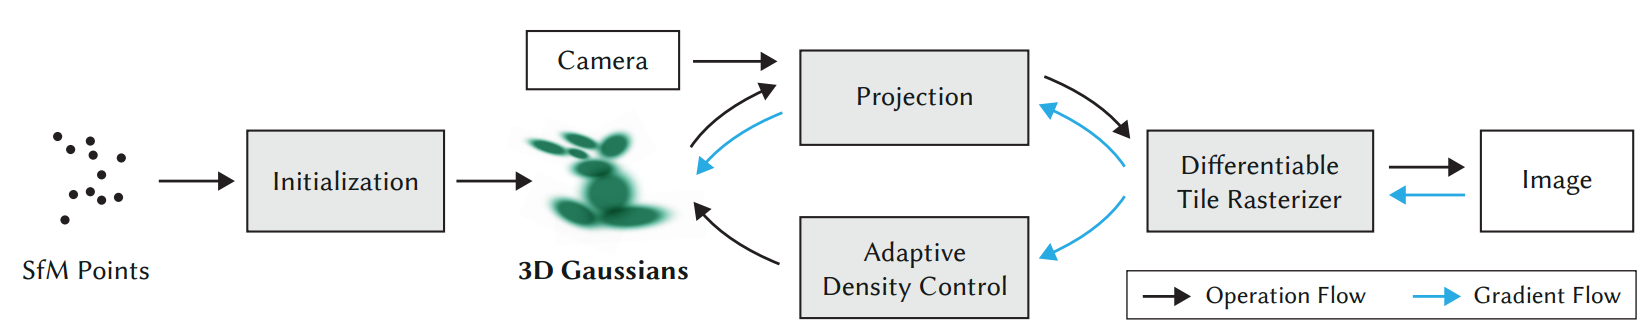 Camera
Projection
Initialization
Differentiable
Tile Rasterizer
Image
SfM Points
3D Gaussians
Adaptive
Density Control
Operation Flow
Gradient Flow